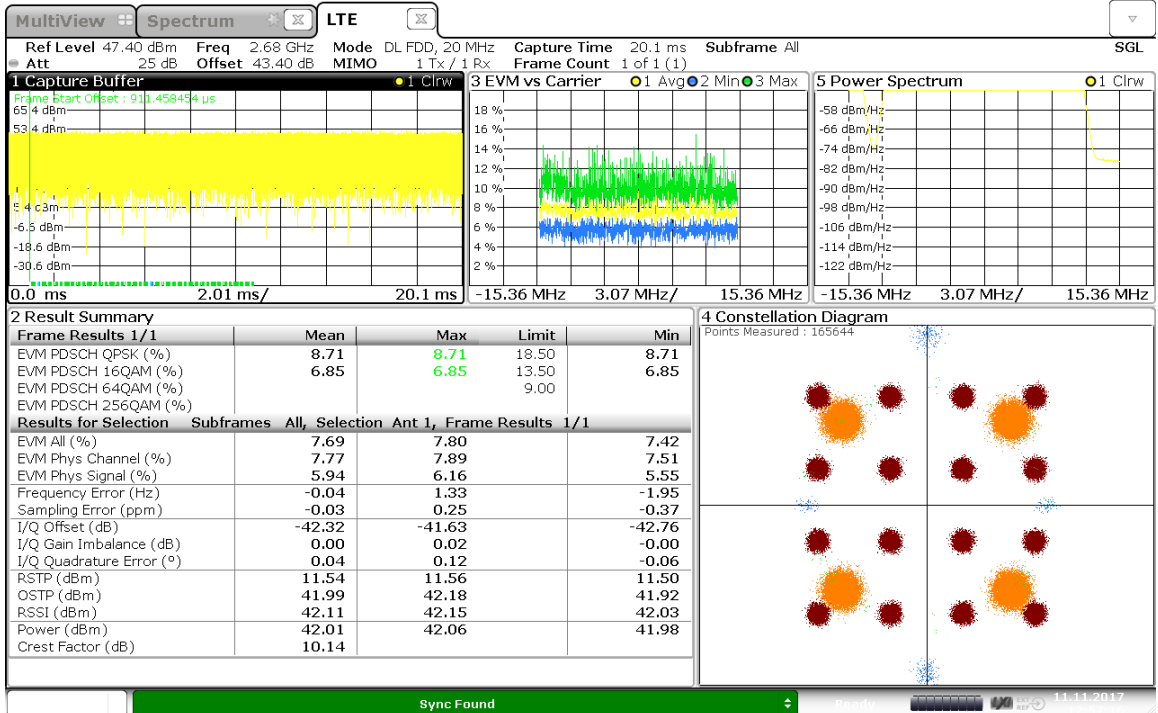 MultiView Spectrum LTE
Ref Level 47.40 dBm Freq 2.68 GHz Mode DL FDD, 20 MHz Capture Time 20.1 ms Subframe All SGL
Att 25 dB Offset 43.40 dB MIMO 1 Tx / 1 Rx Frame Count 1 of 1 (1)
1 Capture Buffer 1 Clrw
Frame Start Offset : 911.458454 µs
65.4 dBm
53.4 dBm
-6.6 dBm
-18.6 dBm
-30.6 dBm
0.0 ms 2.01 ms/ 20.1 ms
3 EVM vs Carrier 1 Avg 2 Min 3 Max
18 %
16 %
14 %
12 %
10 %
8 %
6 %
4 %
2 %
-15.36 MHz 3.07 MHz/ 15.36 MHz
5 Power Spectrum 1 Clrw
-58 dBm/Hz
-66 dBm/Hz
-74 dBm/Hz
-82 dBm/Hz
-90 dBm/Hz
-98 dBm/Hz
-106 dBm/Hz
-114 dBm/Hz
-122 dBm/Hz
-15.36 MHz 3.07 MHz/ 15.36 MHz
2 Result Summary
Frame Results 1/1 Mean Max Limit Min
EVM PDSCH QPSK (%) 8.71 8.71 18.50 8.71
EVM PDSCH 16QAM (%) 6.85 6.85 13.50 6.85
EVM PDSCH 64QAM (%) 9.00
EVM PDSCH 256QAM (%)
Results for Selection Subframes All, Selection Ant 1, Frame Results 1/1
EVM All (%) 7.69 7.80 7.42
EVM Phys Channel (%) 7.77 7.89 7.51
EVM Phys Signal (%) 5.94 6.16 5.55
Frequency Error (Hz) -0.04 1.33 -1.95
Sampling Error (ppm) -0.03 0.25 -0.37
I/Q Offset (dB) -42.32 -41.63 -42.76
I/Q Gain Imbalance (dB) 0.00 0.02 -0.00
I/Q Quadrature Error (°) 0.04 0.12 -0.06
RSTP (dBm) 11.54 11.56 11.50
OSTP (dBm) 41.99 42.18 41.92
RSSI (dBm) 42.11 42.15 42.03
Power (dBm) 42.01 42.06 41.98
Crest Factor (dB) 10.14
4 Constellation Diagram
Points Measured : 165644
Sync Found
Ready
LXI EXT REF
11.11.2017